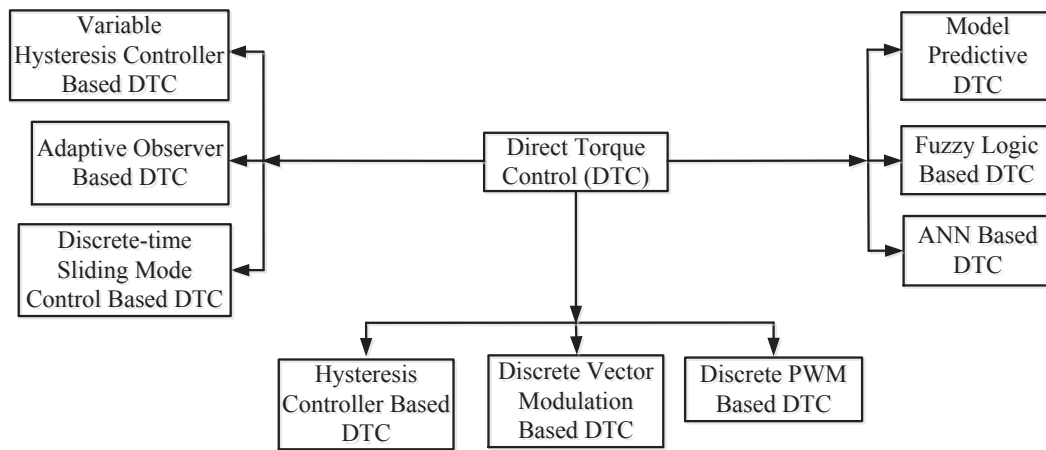 Variable
Hysteresis Controller
Based DTC
Adaptive Observer
Based DTC
Discrete-time
Sliding Mode
Control Based DTC
Direct Torque
Control (DTC)
Model
Predictive
DTC
Fuzzy Logic
Based DTC
ANN Based
DTC
Hysteresis
Controller Based
DTC
Discrete Vector
Modulation
Based DTC
Discrete PWM
Based DTC